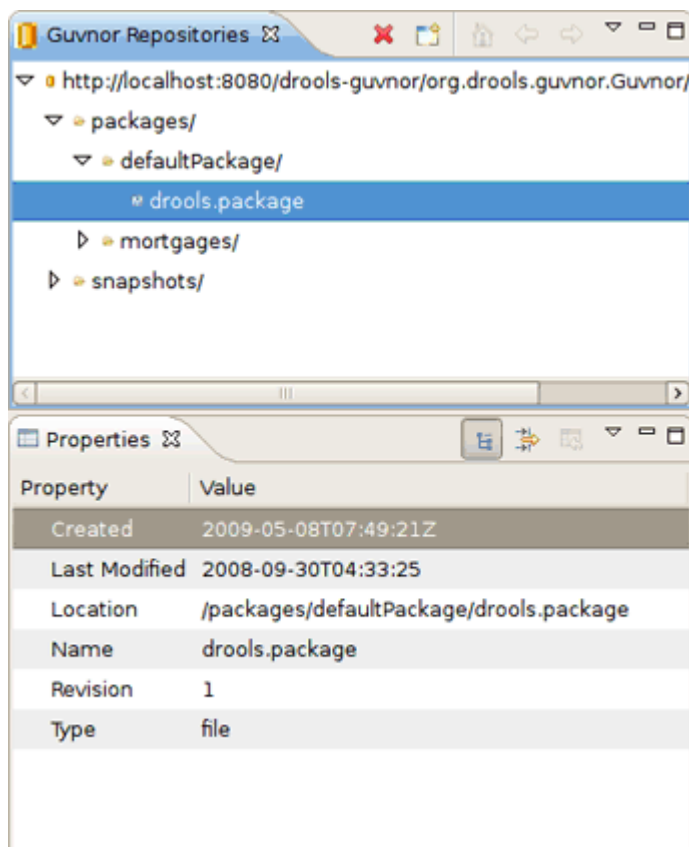 Guvnor Repositories
http://localhost:8080/drools-guvnor/org.drools.guvnor.Guvnor/
packages/
defaultPackage/
drools.package
mortgages/
snapshots/
Properties
Property Value
Created 2009-05-08T07:49:21Z
Last Modified 2008-09-30T04:33:25
Location /packages/defaultPackage/drools.package
Name drools.package
Revision 1
Type file